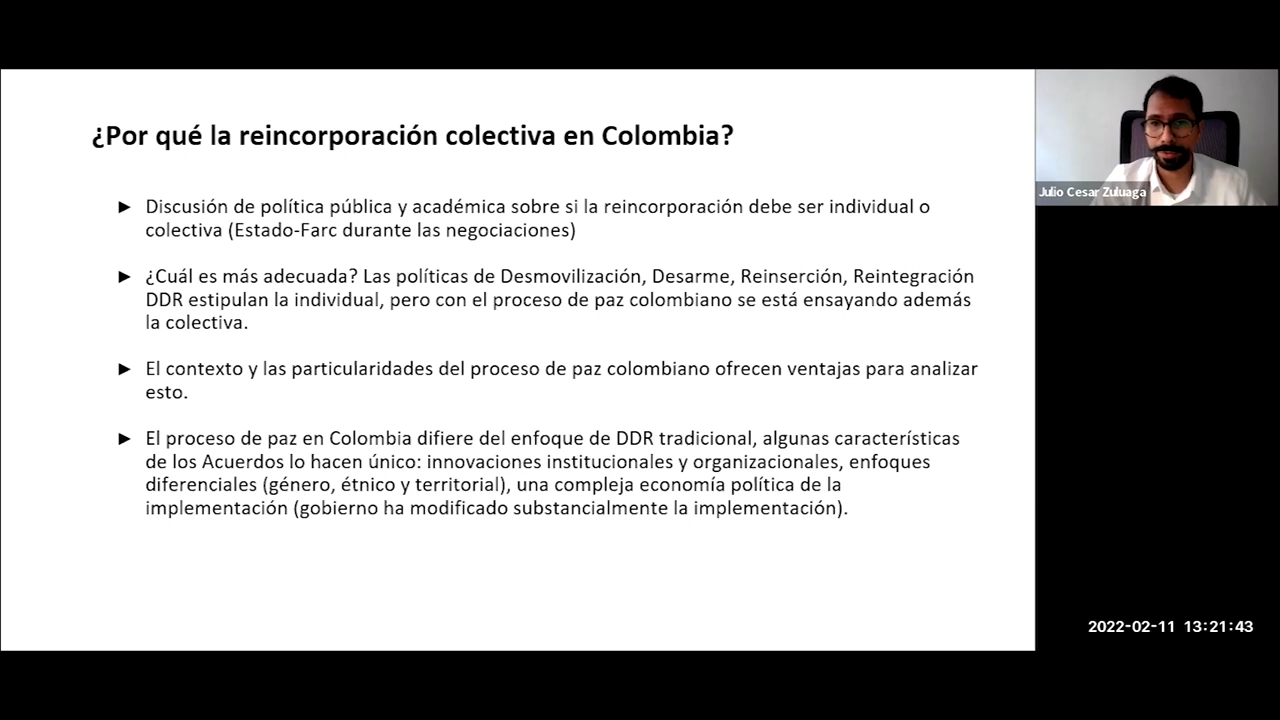 ¿Por qué la reincorporación colectiva en Colombia?
► Discusión de política pública y académica sobre si la reincorporación debe ser individual o
colectiva (Estado-Farc durante las negociaciones)
► ¿Cuál es más adecuada? Las políticas de Desmovilización, Desarme, Reinserción, Reintegración
DDR estipulan la individual, pero con el proceso de paz colombiano se está ensayando además
la colectiva.
► El contexto y las particularidades del proceso de paz colombiano ofrecen ventajas para analizar
esto.
► El proceso de paz en Colombia difiere del enfoque de DDR tradicional, algunas características
de los Acuerdos lo hacen único: innovaciones institucionales y organizacionales, enfoques
diferenciales (género, étnico y territorial), una compleja economía política de la
implementación (gobierno ha modificado substancialmente la implementación).
Julio Cesar Zuluaga
2022-02-11 13:21:43